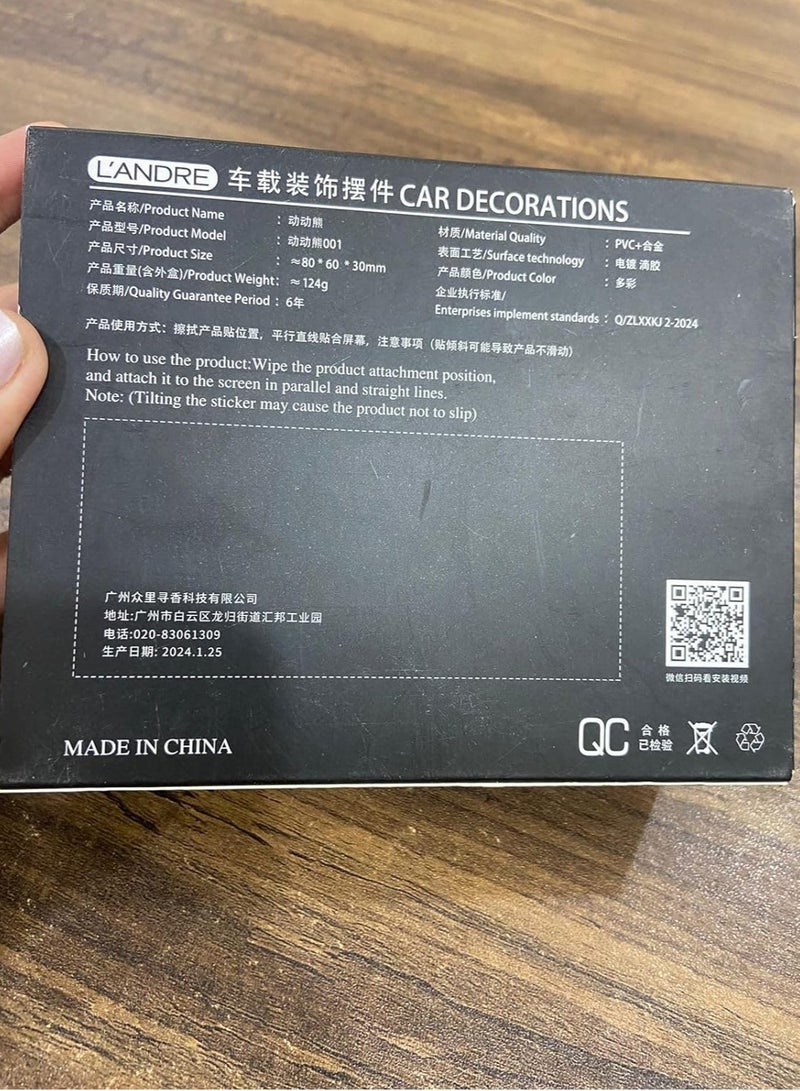 L'ANDRE 车载装饰摆件 CAR DECORATIONS
产品名称/Product Name : 动动熊
产品型号/Product Model : 动动熊001
产品尺寸/Product Size : ≈80*60*30mm
产品重量(含外盒)/Product Weight: ≈124g
保质期/Quality Guarantee Period : 6年
材质/Material Quality : PVC+合金
表面工艺/Surface technology : 电镀 滴胶
产品颜色/Product Color : 多彩
企业执行标准/
Enterprises implement standards : Q/ZLXXKJ 2-2024
产品使用方式：擦拭产品贴位置，平行直线贴合屏幕，注意事项（贴倾斜可能导致产品不滑动）
How to use the product:Wipe the product attachment position,
and attach it to the screen in parallel and straight lines.
Note: (Tilting the sticker may cause the product not to slip)
广州众里寻香科技有限公司
地址:广州市白云区龙归街道汇邦工业园
电话:020-83061309
生产日期: 2024.1.25
微信扫码看安装视频
MADE IN CHINA
QC 合格
已检验